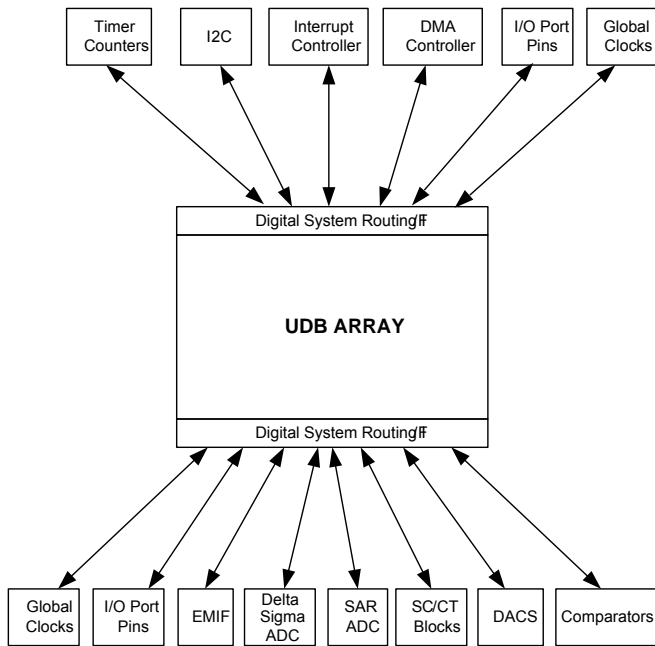 Timer
Counters
I2C
Interrupt
Controller
DMA
Controller
I/O Port
Pins
Global
Clocks
Digital System Routing I/F
UDB ARRAY
Digital System Routing I/F
Global
Clocks
I/O Port
Pins
EMIF
Delta
Sigma
ADC
SAR
ADC
SC/CT
Blocks
DACS
Comparators